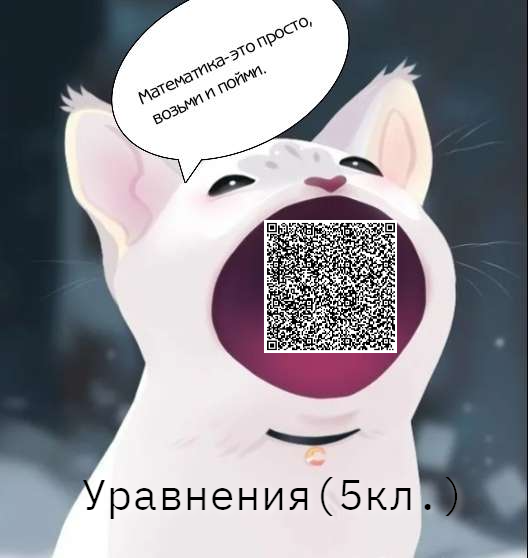 Математика-это просто,
возьми и пойми.
Уравнения(5кл.)